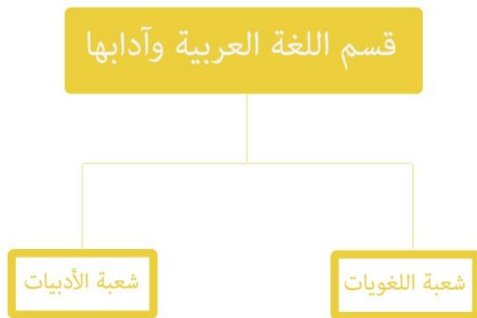 قسم اللغة العربية وآدابها
شعبة اللغويات
شعبة الأدبيات